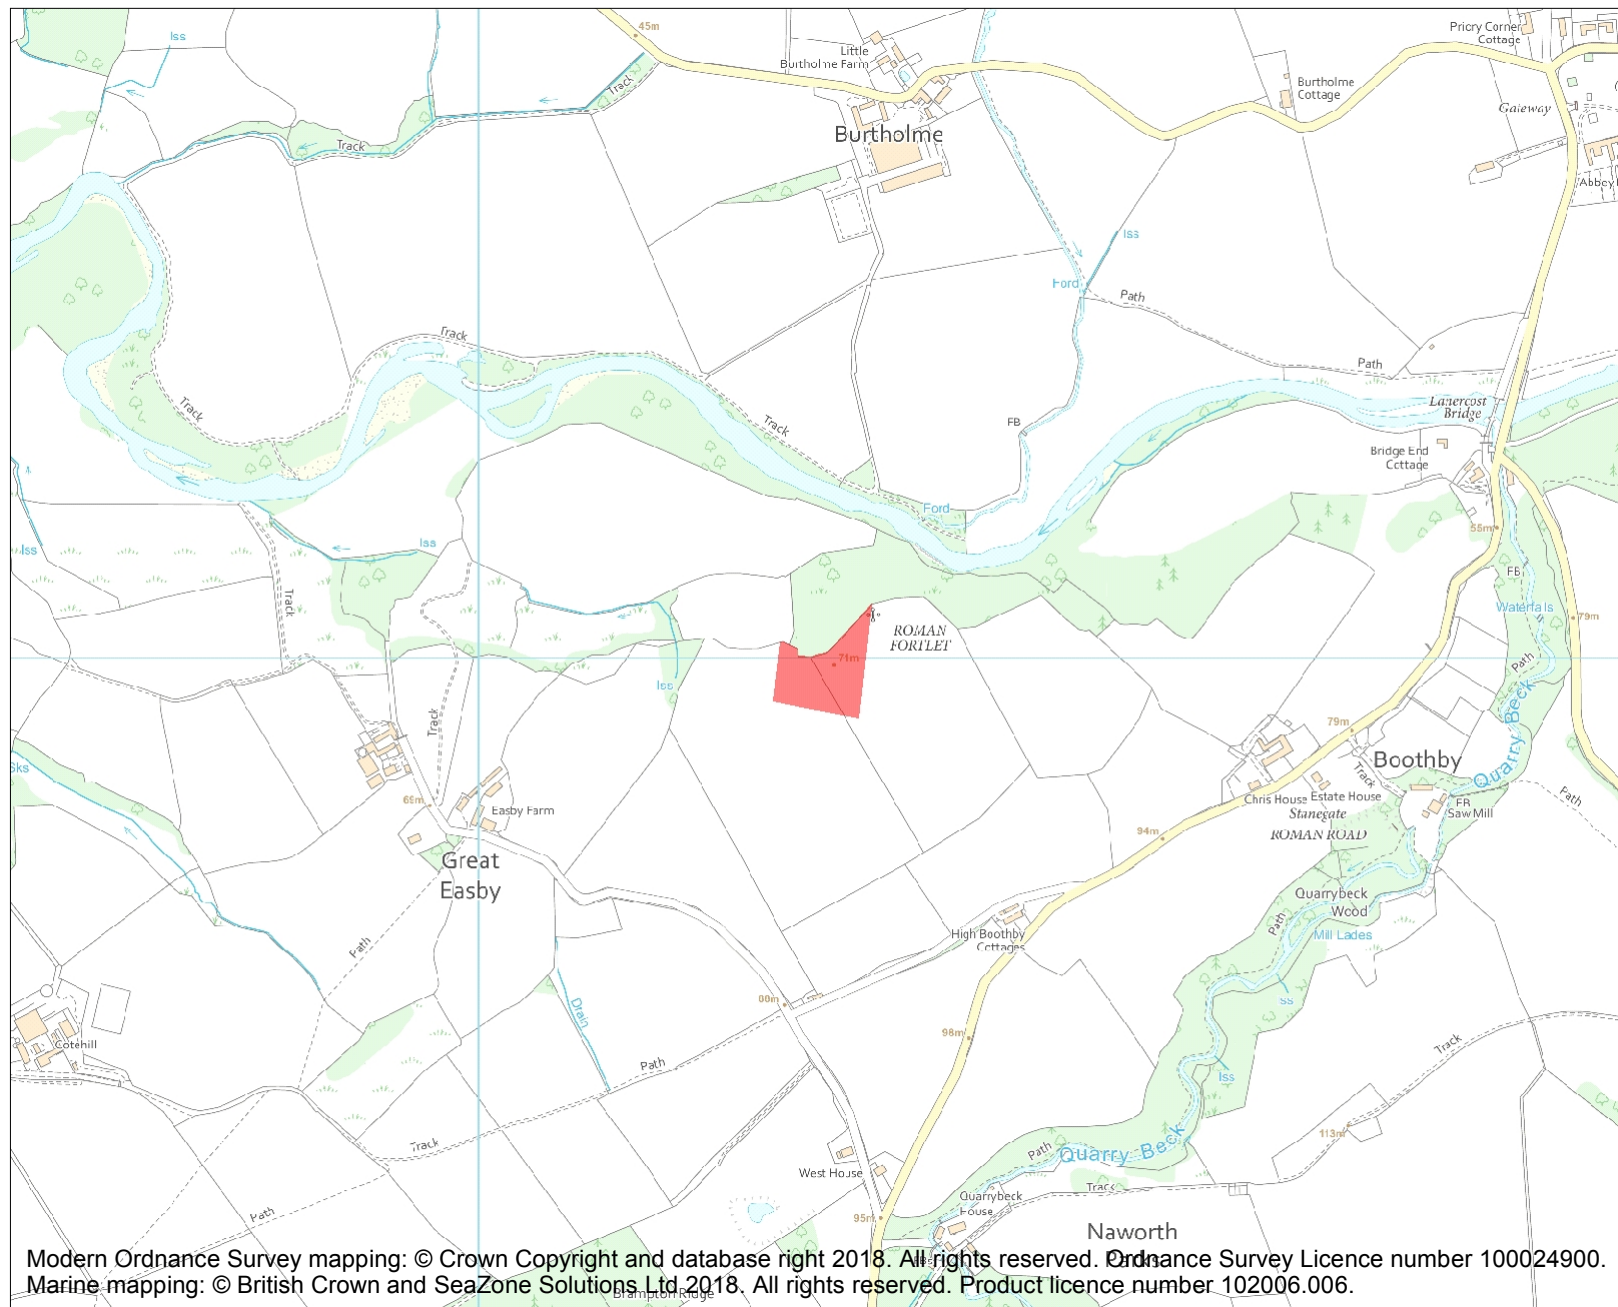 45m
Iss
Track
Little
Burtholme Farm
Burtholme
Burtholme
Cottage
Priory Corner
Cottage
Gateway
Abbey
Track
Iss
Ford
Path
Path
Track
Track
Track
FB
Lanercost
Bridge
Bridge End
Cottage
Ford
55m
Iss
Iss
FB
Waterfalls
79m
Track
ROMAN
FORTLET
71m
Iss
Path
Quarry Beck
Track
79m
Boothby
Track
Sks
69m
Easby Farm
Chris House
Estate House
Stanegate
ROMAN ROAD
FB
Saw Mill
Path
94m
Great
Easby
Quarrybeck
Wood
Mill Lades
Path
High Boothby
Cottages
Path
Drain
88m
98m
Cotehill
Path
Iss
Track
Track
113m
Path
Quarry Beck
West House
Track
Path
95m
Quarrybeck
House
Naworth
Parks
Modern Ordnance Survey mapping: © Crown Copyright and database right 2018. All rights reserved. Ordnance Survey Licence number 100024900.
Marine mapping: © British Crown and SeaZone Solutions Ltd 2018. All rights reserved. Product licence number 102006.006.
Brampton Ridge